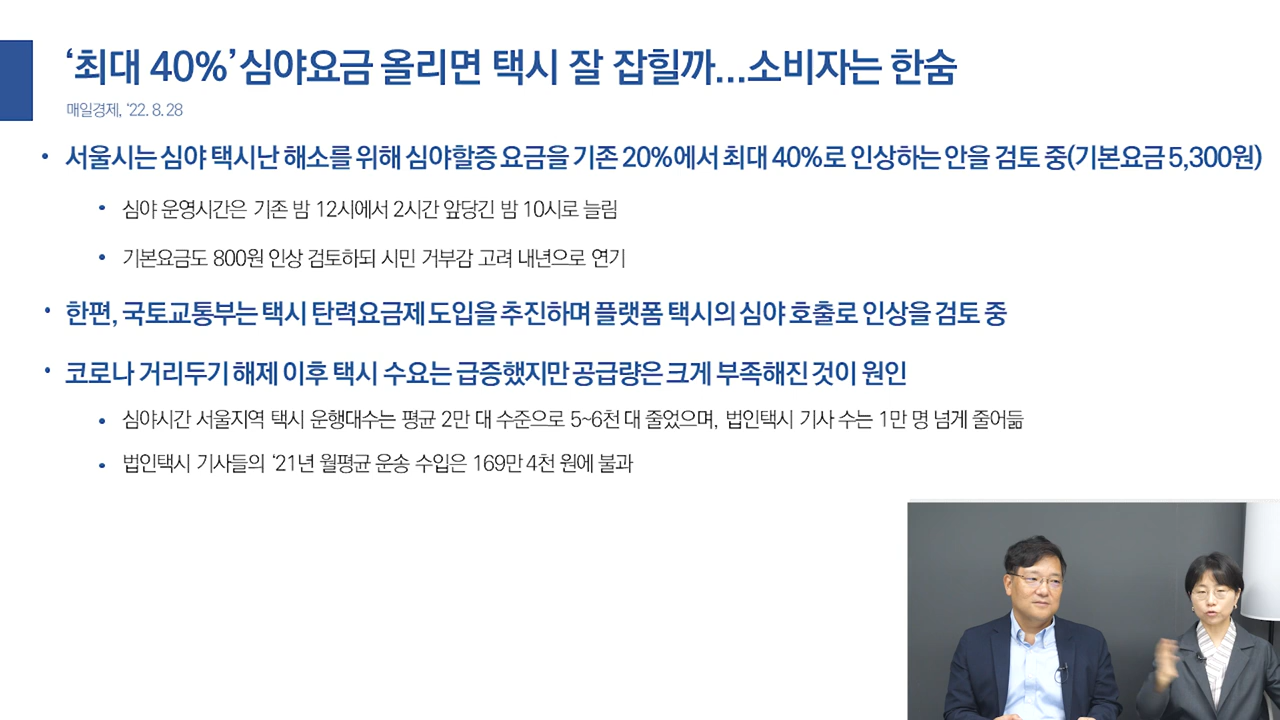 ‘최대 40%’심야요금 올리면 택시 잘 잡힐까...소비자는 한숨
매일경제, ‘22. 8. 28
• 서울시는 심야 택시난 해소를 위해 심야할증 요금을 기존 20%에서 최대 40%로 인상하는 안을 검토 중(기본요금 5,300원)
• 심야 운영시간은 기존 밤 12시에서 2시간 앞당긴 밤 10시로 늘림
• 기본요금도 800원 인상 검토하되 시민 거부감 고려 내년으로 연기
• 한편, 국토교통부는 택시 탄력요금제 도입을 추진하며 플랫폼 택시의 심야 호출로 인상을 검토 중
• 코로나 거리두기 해제 이후 택시 수요는 급증했지만 공급량은 크게 부족해진 것이 원인
• 심야시간 서울지역 택시 운행대수는 평균 2만 대 수준으로 5~6천 대 줄었으며, 법인택시 기사 수는 1만 명 넘게 줄어듦
• 법인택시 기사들의 ‘21년 월평균 운송 수입은 169만 4천 원에 불과